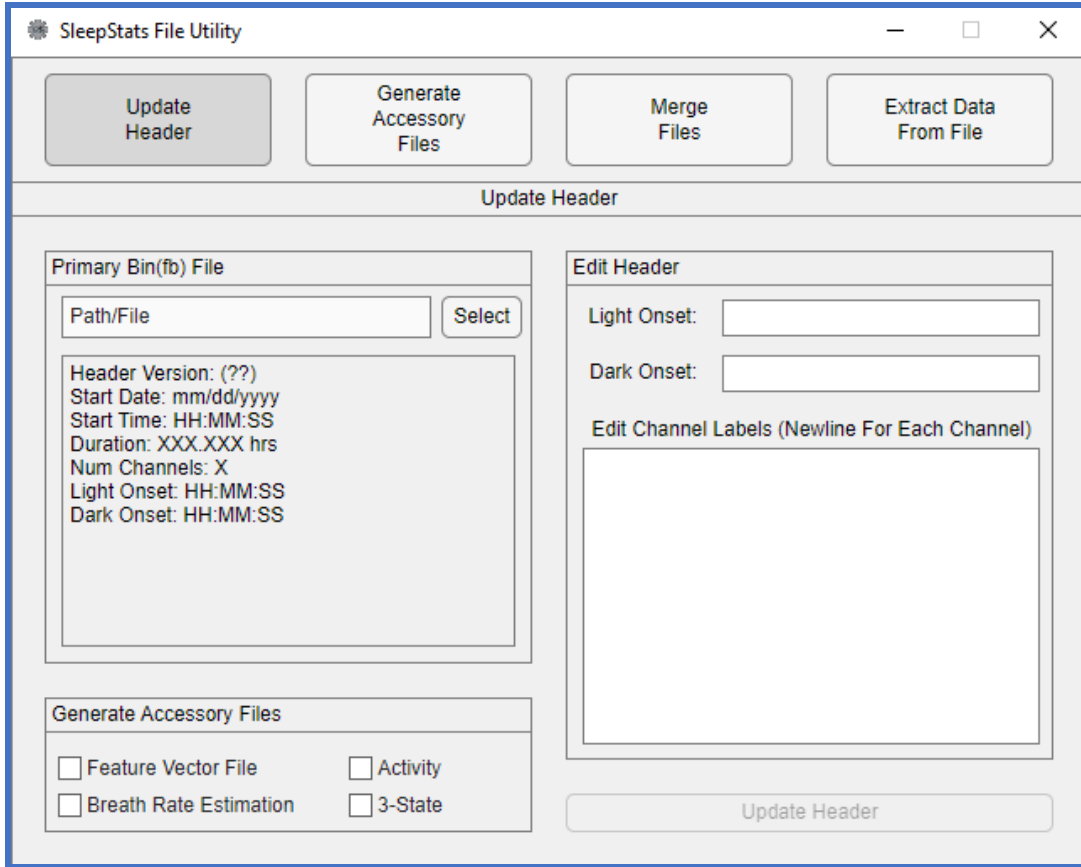 SleepStats File Utility
Update
Header
Generate
Accessory
Files
Merge
Files
Extract Data
From File
Update Header
Primary Bin(fb) File
Path/File
Select
Header Version: (??)
Start Date: mm/dd/yyyy
Start Time: HH:MM:SS
Duration: XXX.XXX hrs
Num Channels: X
Light Onset: HH:MM:SS
Dark Onset: HH:MM:SS
Generate Accessory Files
Feature Vector File
Activity
Breath Rate Estimation
3-State
Edit Header
Light Onset:
Dark Onset:
Edit Channel Labels (Newline For Each Channel)
Update Header